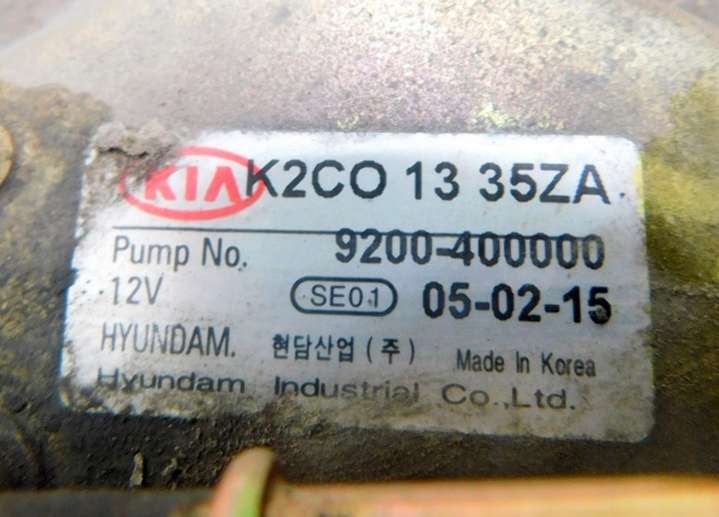 KIA K2CO 13 35ZA
Pump No. 9200-400000
12V SE01 05-02-15
HYUNDAM. 현담산업 (주) Made In Korea
Hyundam Industrial Co.,Ltd.